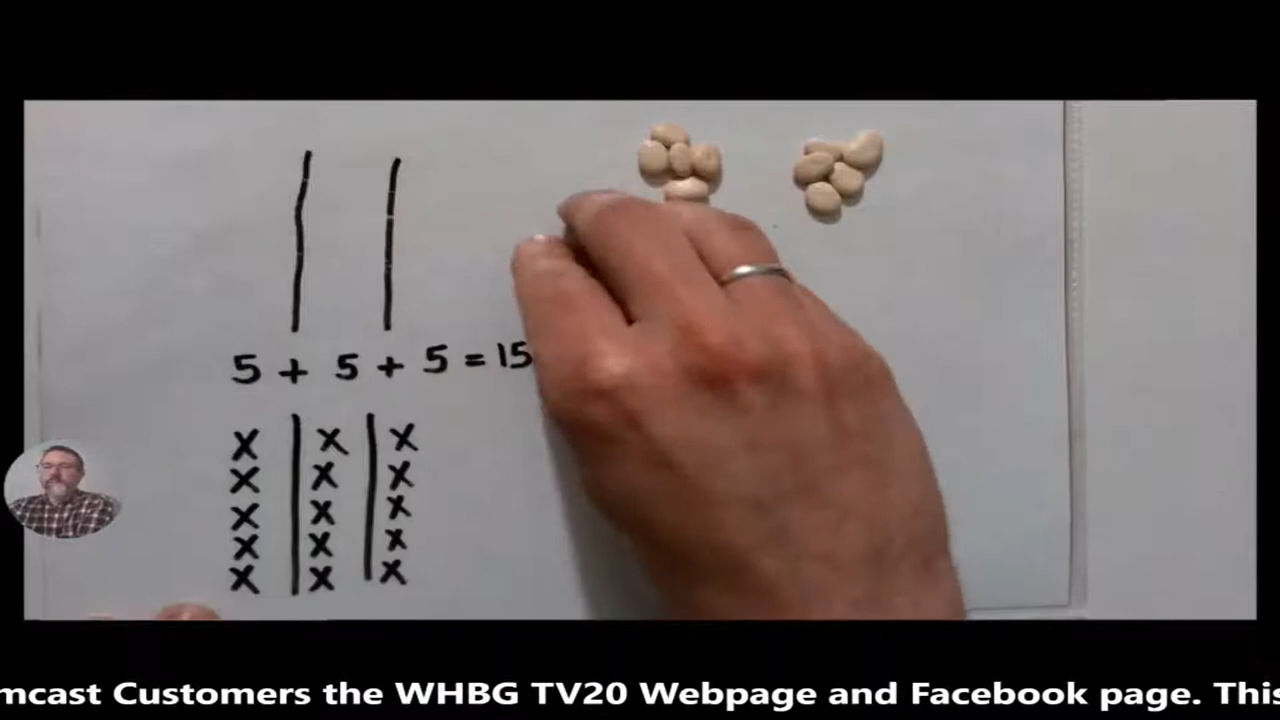 5 + 5 + 5 = 15
X X X
X X X
X X X
X X X
X X X
mcast Customers the WHBG TV20 Webpage and Facebook page. This